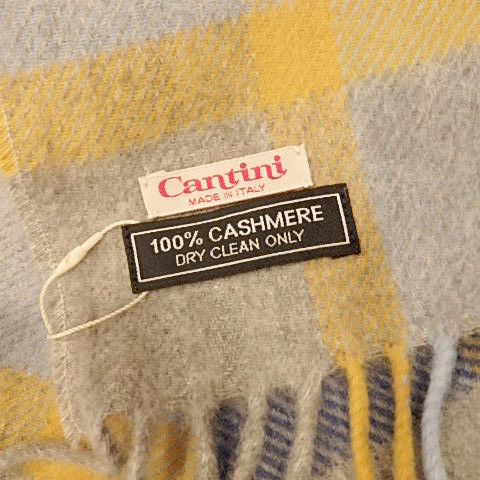 Cantini
MADE IN ITALY
100% CASHMERE
DRY CLEAN ONLY